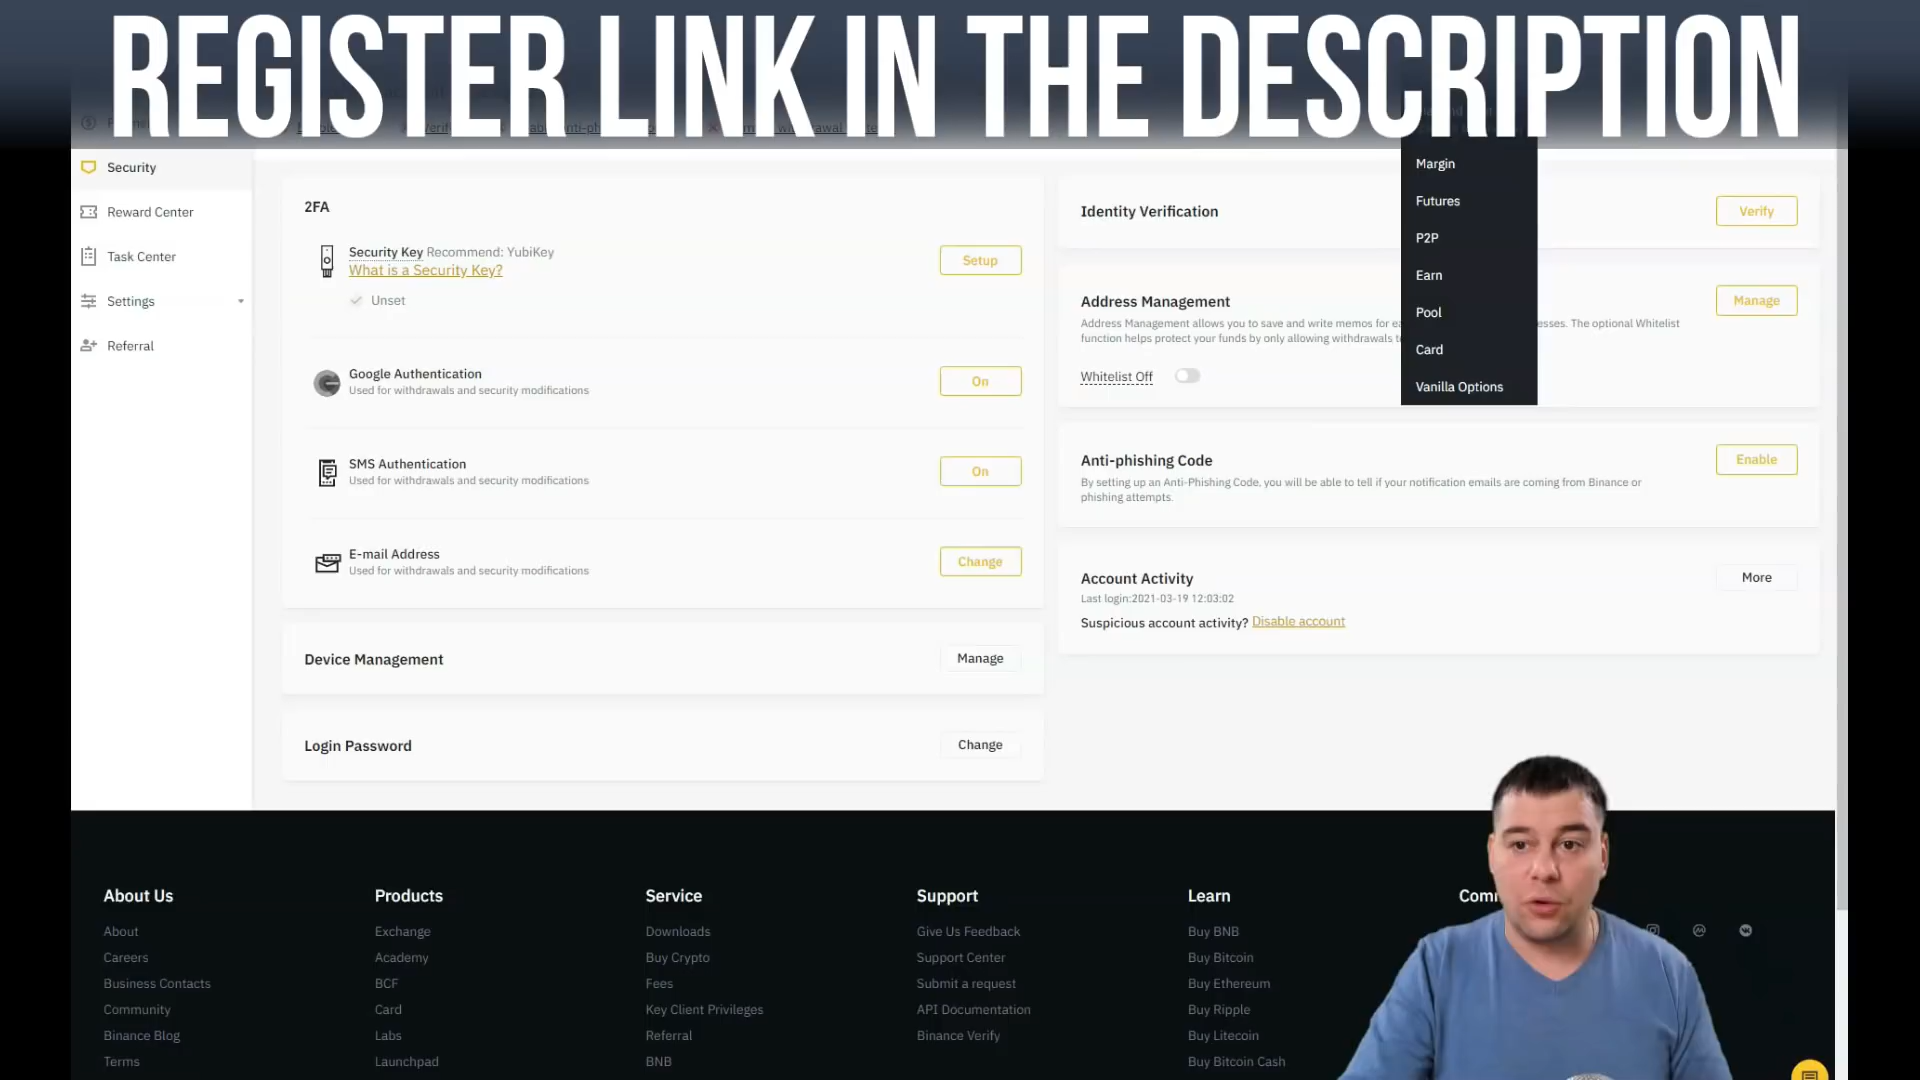 REGISTER LINK IN THE DESCRIPTION
Security
Reward Center
Task Center
Settings
Referral
2FA
Security Key Recommend: YubiKey
What is a Security Key?
Unset
Setup
Google Authentication
Used for withdrawals and security modifications
On
SMS Authentication
Used for withdrawals and security modifications
On
E-mail Address
Used for withdrawals and security modifications
Change
Device Management
Manage
Login Password
Change
Identity Verification
Verify
Address Management
Manage
Address Management allows you to save and write memos for
esses. The optional Whitelist
function helps protect your funds by only allowing withdrawals
Whitelist Off
Margin
Futures
P2P
Earn
Pool
Card
Vanilla Options
Anti-phishing Code
Enable
By setting up an Anti-Phishing Code, you will be able to tell if your notification emails are coming from Binance or
phishing attempts.
Account Activity
More
Last login:2021-03-19 12:03:02
Suspicious account activity? Disable account
About Us
About
Careers
Business Contacts
Community
Binance Blog
Terms
Products
Exchange
Academy
BCF
Card
Labs
Launchpad
Service
Downloads
Buy Crypto
Fees
Key Client Privileges
Referral
BNB
Support
Give Us Feedback
Support Center
Submit a request
API Documentation
Binance Verify
Learn
Buy BNB
Buy Bitcoin
Buy Ethereum
Buy Ripple
Buy Litecoin
Buy Bitcoin Cash